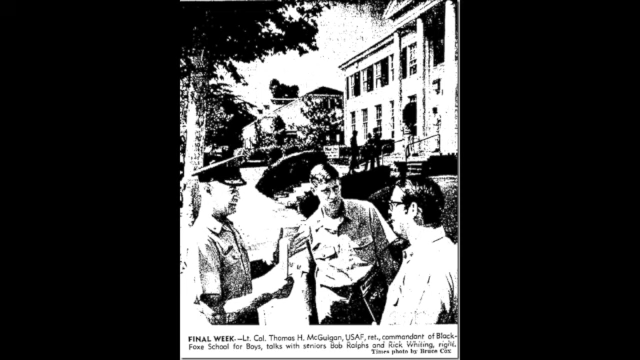 FINAL WEEK—Lt. Col. Thomas H. McGuigan, USAF, ret., commandant of Black-
Foxe School for Boys, talks with seniors Bob Ralphs and Rick Whiting, right.
Times photo by Bruce Cox